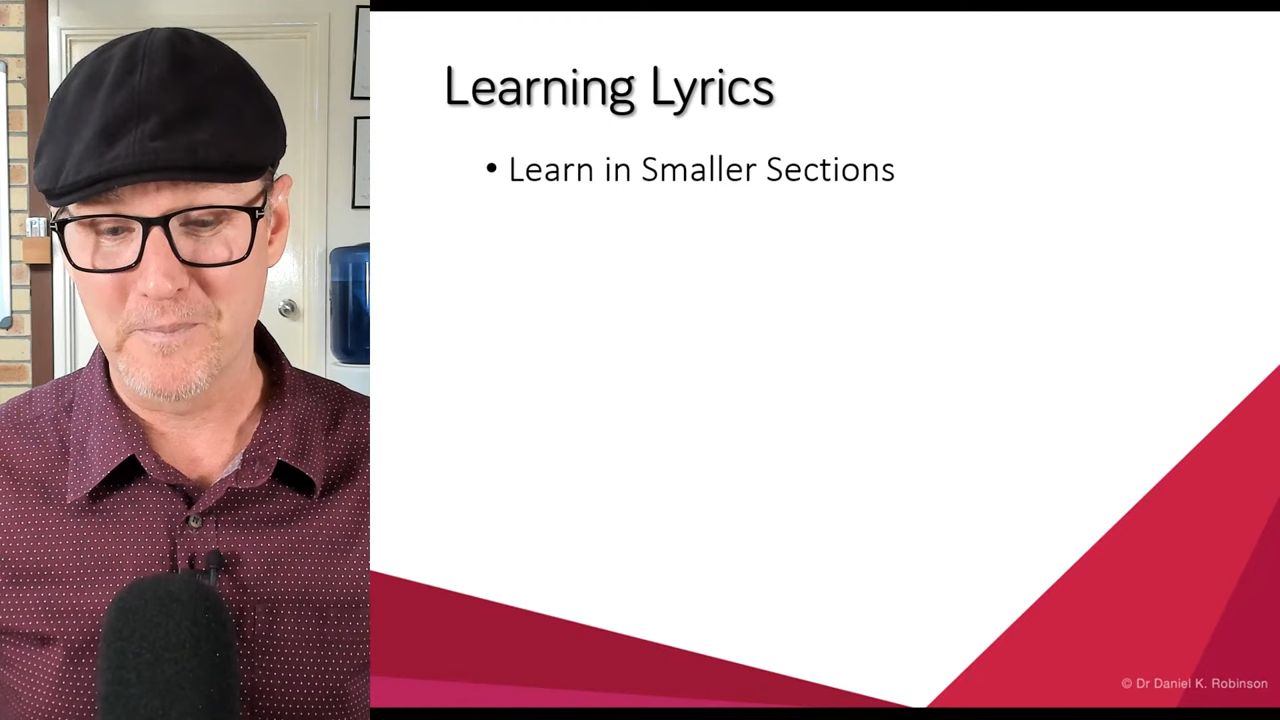 Learning Lyrics
• Learn in Smaller Sections
© Dr Daniel K. Robinson